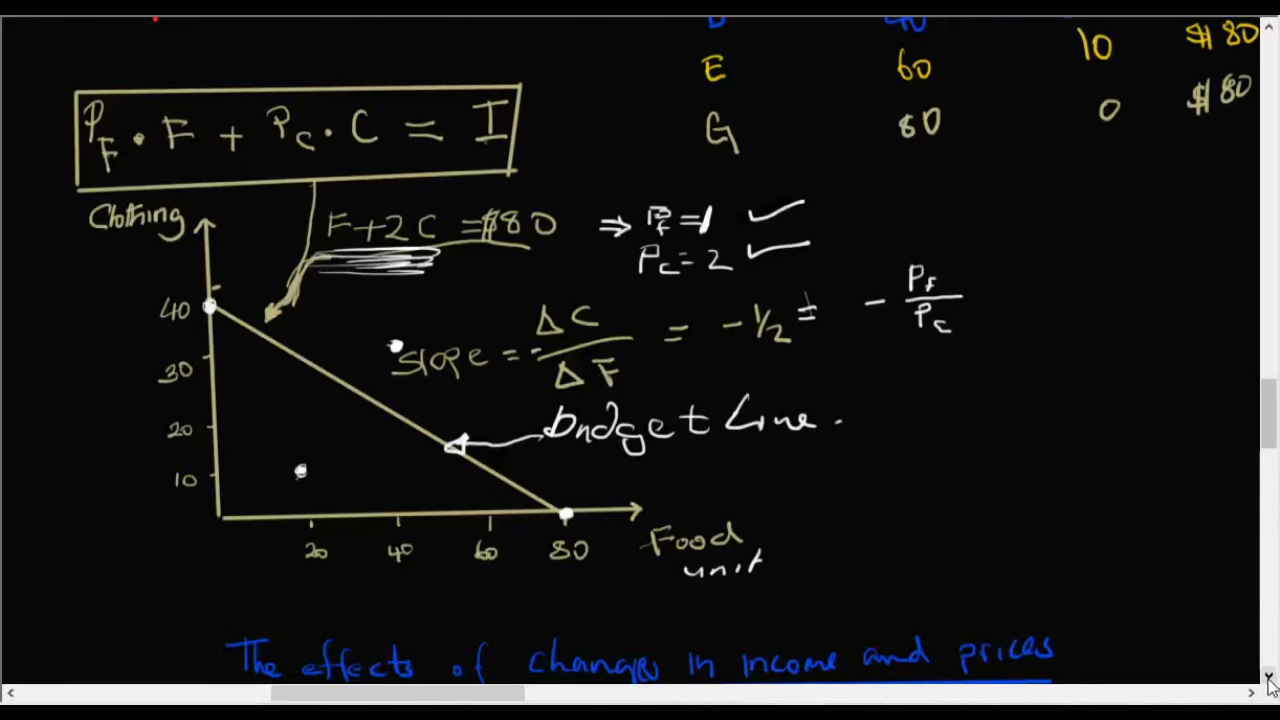 40
E 60 10 $80
G 80 0 $80
P_F · F + P_C · C = I
Clothing
F + 2C = $80 ⇒ P_F = 1 ✓
P_C = 2 ✓
40
slope = ΔC/ΔF = -1/2 = - P_F/P_C
30
Budget Line.
20
10
20 40 60 80
Food
unit
The effects of changes in income and prices